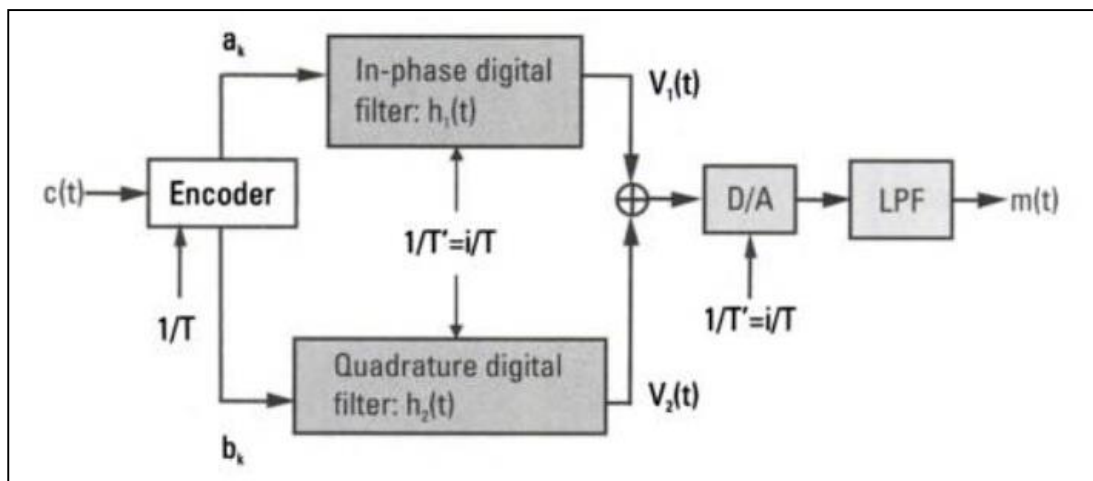 aₖ
In-phase digital
filter: h₁(t)
V₁(t)
c(t)
Encoder
D/A
LPF
m(t)
1/T′=i/T
1/T
1/T′=i/T
Quadrature digital
filter: h₂(t)
V₂(t)
bₖ